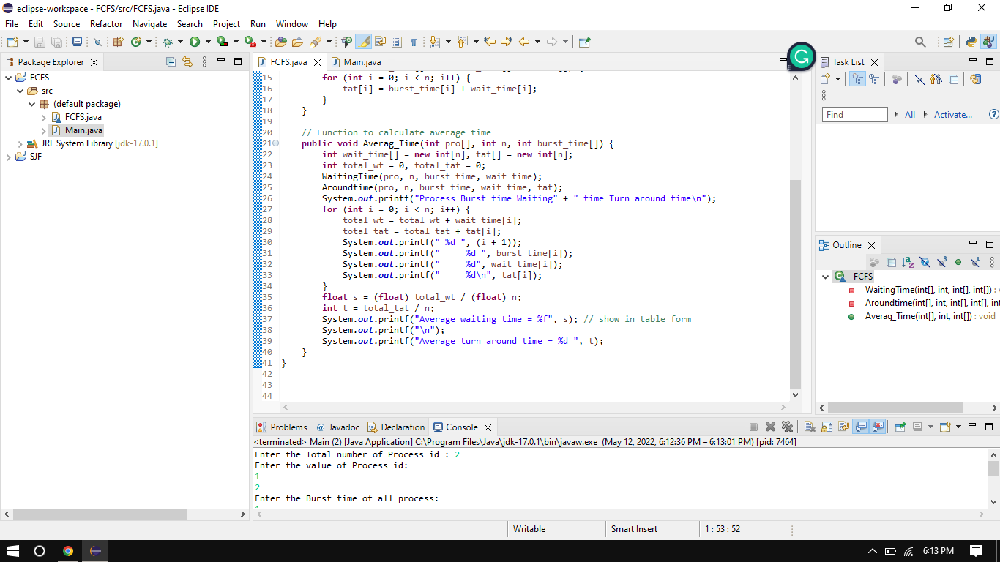 eclipse-workspace - FCFS/src/FCFS.java - Eclipse IDE
File Edit Source Refactor Navigate Search Project Run Window Help
Package Explorer
FCFS
src
(default package)
FCFS.java
Main.java
JRE System Library [jdk-17.0.1]
SJF
FCFS.java Main.java
15 for (int i = 0; i < n; i++) {
16 tat[i] = burst_time[i] + wait_time[i];
17 }
18 }
19
20 // Function to calculate average time
21 public void Averag_Time(int pro[], int n, int burst_time[]) {
22 int wait_time[] = new int[n], tat[] = new int[n];
23 int total_wt = 0, total_tat = 0;
24 WaitingTime(pro, n, burst_time, wait_time);
25 Aroundtime(pro, n, burst_time, wait_time, tat);
26 System.out.printf("Process Burst time Waiting" + " time Turn around time\n");
27 for (int i = 0; i < n; i++) {
28 total_wt = total_wt + wait_time[i];
29 total_tat = total_tat + tat[i];
30 System.out.printf(" %d ", (i + 1));
31 System.out.printf("     %d ", burst_time[i]);
32 System.out.printf("     %d", wait_time[i]);
33 System.out.printf("     %d\n", tat[i]);
34 }
35 float s = (float) total_wt / (float) n;
36 int t = total_tat / n;
37 System.out.printf("Average waiting time = %f", s); // show in table form
38 System.out.printf("\n");
39 System.out.printf("Average turn around time = %d ", t);
40 }
41 }
42
43
44
Task List
Find All Activate...
Outline
FCFS
WaitingTime(int[], int, int[], int[]) : v
Aroundtime(int[], int, int[], int[], int
Averag_Time(int[], int, int[]) : void
Problems @ Javadoc Declaration Console
<terminated> Main (2) [Java Application] C:\Program Files\Java\jdk-17.0.1\bin\javaw.exe (May 12, 2022, 6:12:36 PM – 6:13:01 PM) [pid: 7464]
Enter the Total number of Process id : 2
Enter the value of Process id:
1
2
Enter the Burst time of all process:
Writable Smart Insert 1 : 53 : 52
6:13 PM